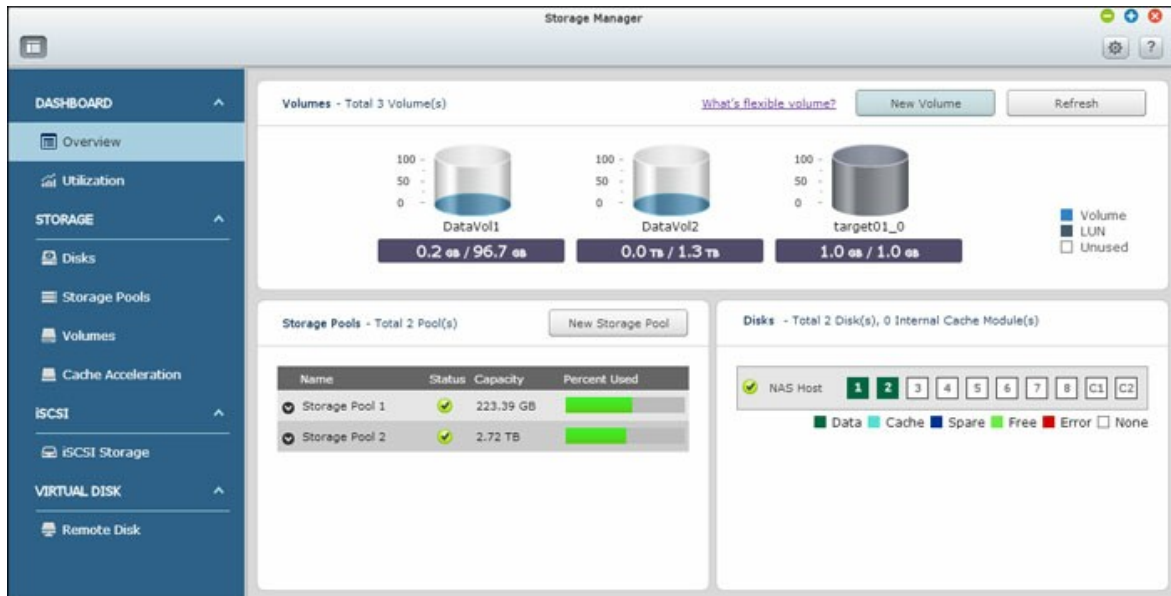 Storage Manager
?
DASHBOARD
Overview
Utilization
STORAGE
Disks
Storage Pools
Volumes
Cache Acceleration
iSCSI
iSCSI Storage
VIRTUAL DISK
Remote Disk
Volumes - Total 3 Volume(s)
What's flexible volume?
New Volume
Refresh
100 -
50 -
0 -
DataVol1
0.2 GB / 96.7 GB
100 -
50 -
0 -
DataVol2
0.0 TB / 1.3 TB
100 -
50 -
0 -
target01_0
1.0 GB / 1.0 GB
Volume
LUN
Unused
Storage Pools - Total 2 Pool(s)
New Storage Pool
Name Status Capacity Percent Used
Storage Pool 1 223.39 GB
Storage Pool 2 2.72 TB
Disks - Total 2 Disk(s), 0 Internal Cache Module(s)
NAS Host 1 2 3 4 5 6 7 8 C1 C2
Data Cache Spare Free Error None